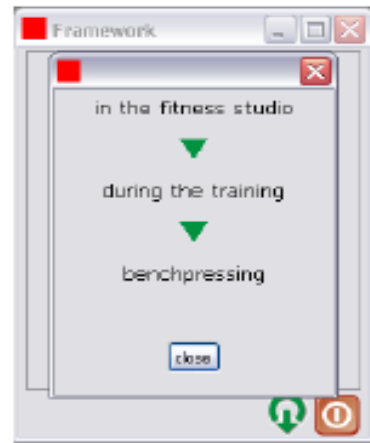 Framework
in the fitness studio
during the training
benchpressing
close